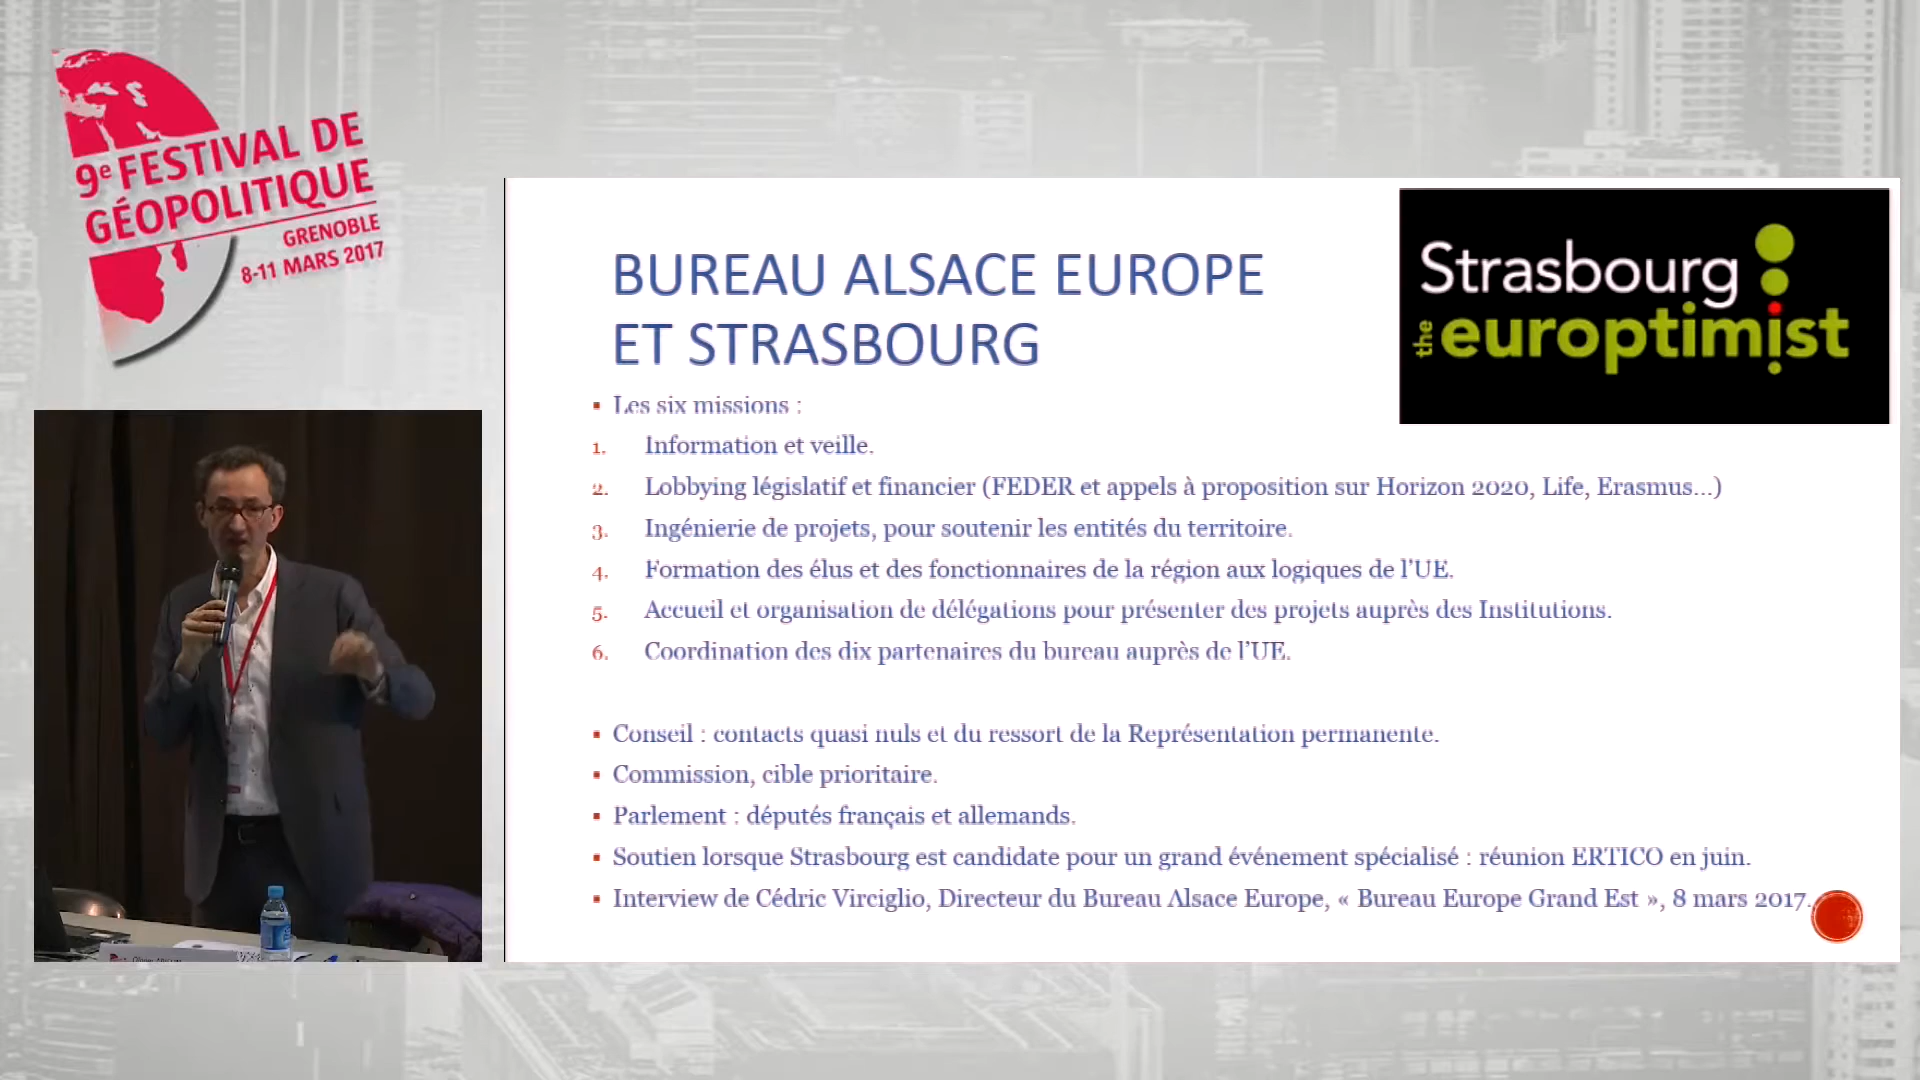 9e FESTIVAL DE
GÉOPOLITIQUE
GRENOBLE
8-11 MARS 2017
BUREAU ALSACE EUROPE
ET STRASBOURG
Strasbourg
the europtimist
▪ Les six missions :
1. Information et veille.
2. Lobbying législatif et financier (FEDER et appels à proposition sur Horizon 2020, Life, Erasmus…)
3. Ingénierie de projets, pour soutenir les entités du territoire.
4. Formation des élus et des fonctionnaires de la région aux logiques de l’UE.
5. Accueil et organisation de délégations pour présenter des projets auprès des Institutions.
6. Coordination des dix partenaires du bureau auprès de l’UE.
▪ Conseil : contacts quasi nuls et du ressort de la Représentation permanente.
▪ Commission, cible prioritaire.
▪ Parlement : députés français et allemands.
▪ Soutien lorsque Strasbourg est candidate pour un grand événement spécialisé : réunion ERTICO en juin.
▪ Interview de Cédric Virciglio, Directeur du Bureau Alsace Europe, « Bureau Europe Grand Est », 8 mars 2017.